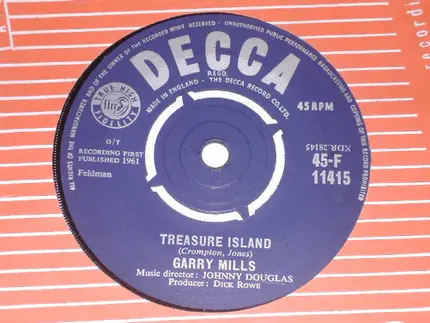 ALL RIGHTS OF THE MANUFACTURER AND OF THE OWNER OF THE RECORDED WORK RESERVED · UNAUTHORISED PUBLIC PERFORMANCE BROADCASTING AND COPYING OF THIS RECORD PROHIBITED
DECCA
REGD.
MADE IN ENGLAND · THE DECCA RECORD CO. LTD.
45 RPM
ffrr
FULL FREQUENCY
D/T
RECORDING FIRST
PUBLISHED 1961
Feldman
XDR.28145
45-F
11415
TREASURE ISLAND
(Crompton, Jones)
GARRY MILLS
Music director: JOHNNY DOUGLAS
Producer: DICK ROWE